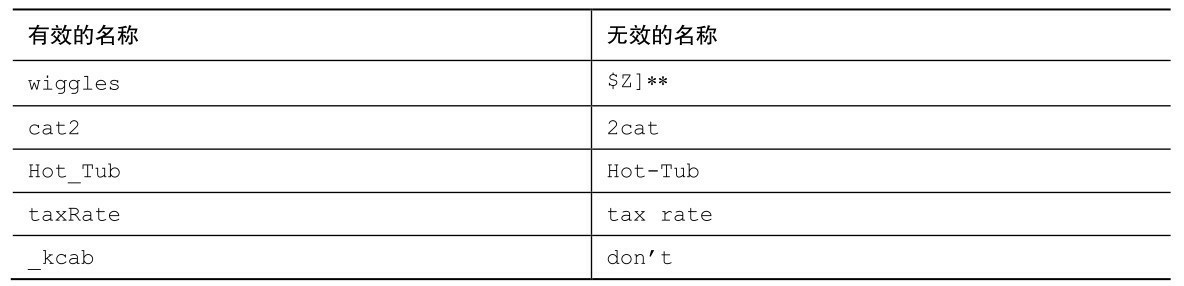 有效的名称 无效的名称
wiggles $Z]**
cat2 2cat
Hot_Tub Hot-Tub
taxRate tax rate
_kcab don’t